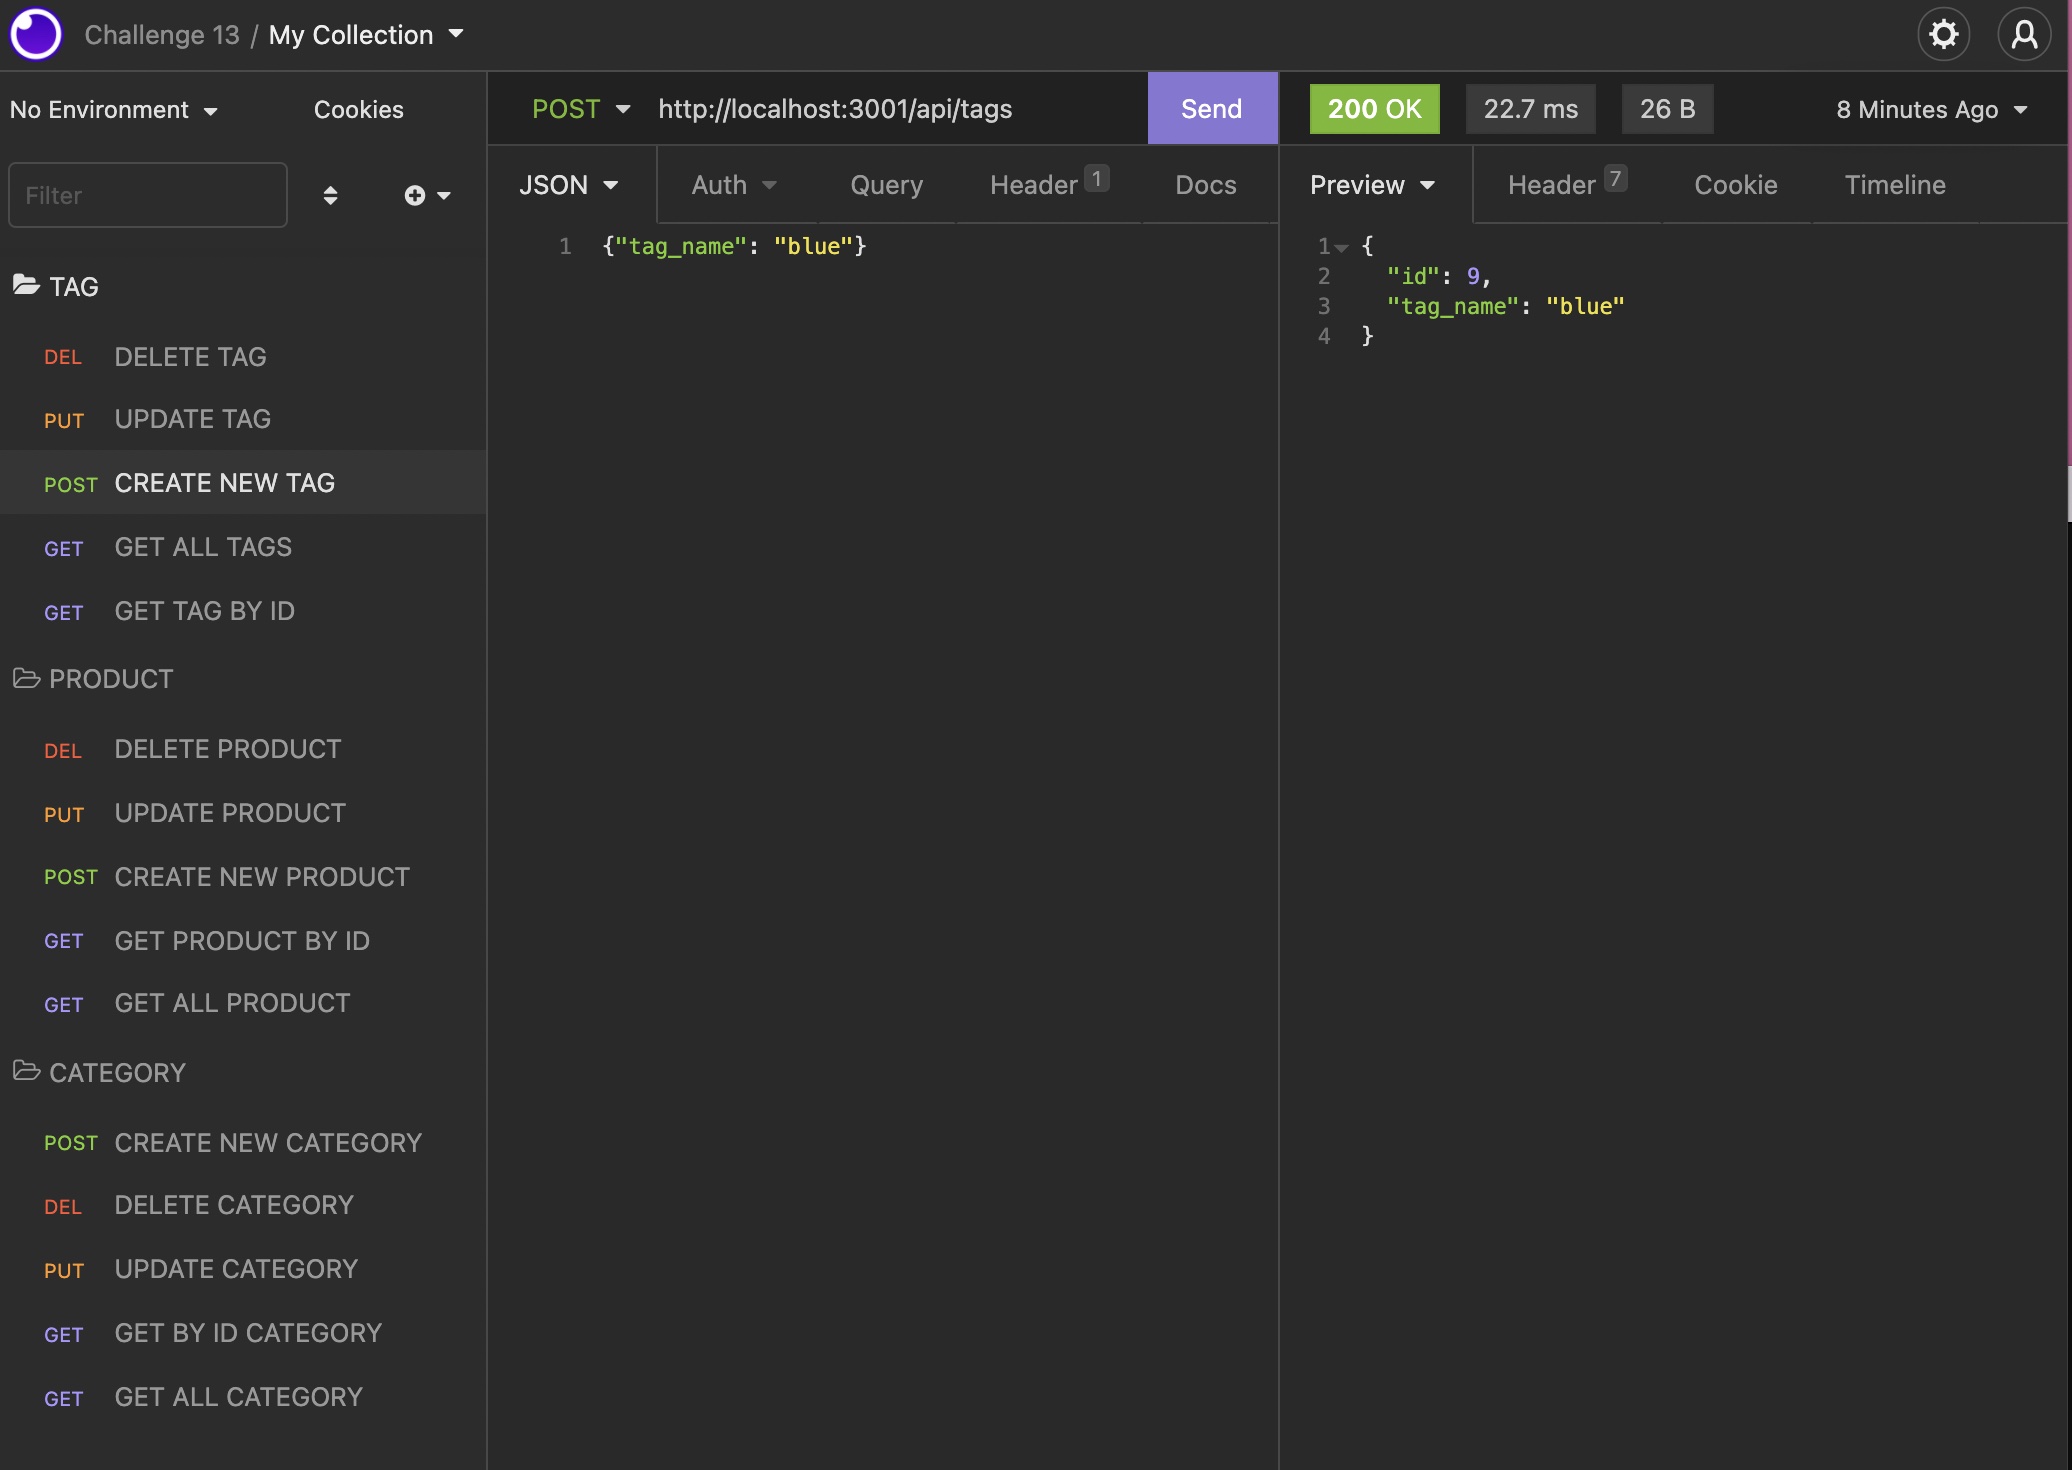 Challenge 13 / My Collection
No Environment
Cookies
Filter
TAG
DEL DELETE TAG
PUT UPDATE TAG
POST CREATE NEW TAG
GET GET ALL TAGS
GET GET TAG BY ID
PRODUCT
DEL DELETE PRODUCT
PUT UPDATE PRODUCT
POST CREATE NEW PRODUCT
GET GET PRODUCT BY ID
GET GET ALL PRODUCT
CATEGORY
POST CREATE NEW CATEGORY
DEL DELETE CATEGORY
PUT UPDATE CATEGORY
GET GET BY ID CATEGORY
GET GET ALL CATEGORY
POST http://localhost:3001/api/tags Send
JSON Auth Query Header 1 Docs
1 {"tag_name": "blue"}
200 OK 22.7 ms 26 B 8 Minutes Ago
Preview Header 7 Cookie Timeline
1 {
2 "id": 9,
3 "tag_name": "blue"
4 }